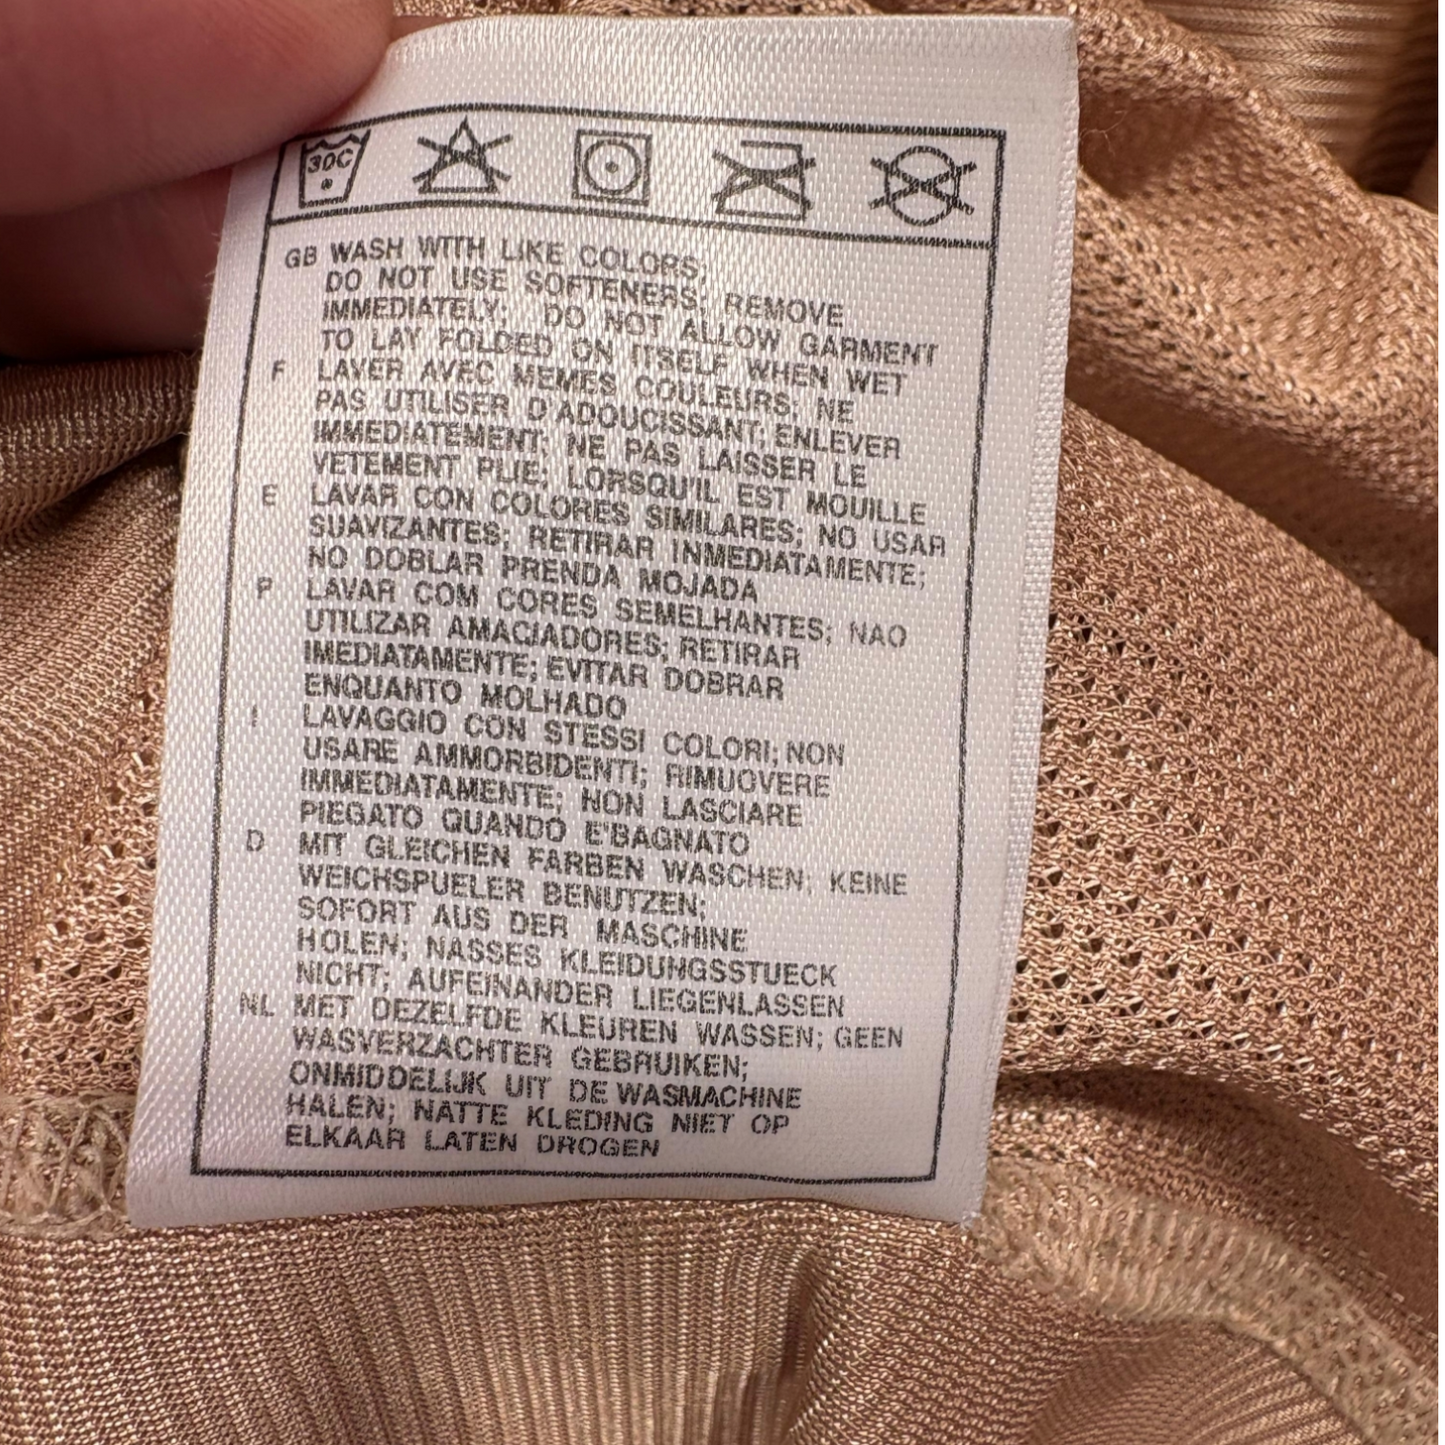 30C
GB WASH WITH LIKE COLORS;
DO NOT USE SOFTENERS; REMOVE
IMMEDIATELY; DO NOT ALLOW GARMENT
TO LAY FOLDED ON ITSELF WHEN WET
F LAVER AVEC MEMES COULEURS; NE
PAS UTILISER D'ADOUCISSANT; ENLEVER
IMMEDIATEMENT; NE PAS LAISSER LE
VETEMENT PLIE; LORSQU'IL EST MOUILLE
E LAVAR CON COLORES SIMILARES; NO USAR
SUAVIZANTES; RETIRAR INMEDIATAMENTE;
NO DOBLAR PRENDA MOJADA
P LAVAR COM CORES SEMELHANTES; NAO
UTILIZAR AMACIADORES; RETIRAR
IMEDIATAMENTE; EVITAR DOBRAR
ENQUANTO MOLHADO
I LAVAGGIO CON STESSI COLORI; NON
USARE AMMORBIDENTI; RIMUOVERE
IMMEDIATAMENTE; NON LASCIARE
PIEGATO QUANDO E'BAGNATO
D MIT GLEICHEN FARBEN WASCHEN; KEINE
WEICHSPUELER BENUTZEN;
SOFORT AUS DER MASCHINE
HOLEN; NASSES KLEIDUNGSSTUECK
NICHT; AUFEINANDER LIEGENLASSEN
NL MET DEZELFDE KLEUREN WASSEN; GEEN
WASVERZACHTER GEBRUIKEN;
ONMIDDELIJK UIT DE WASMACHINE
HALEN; NATTE KLEDING NIET OP
ELKAAR LATEN DROGEN